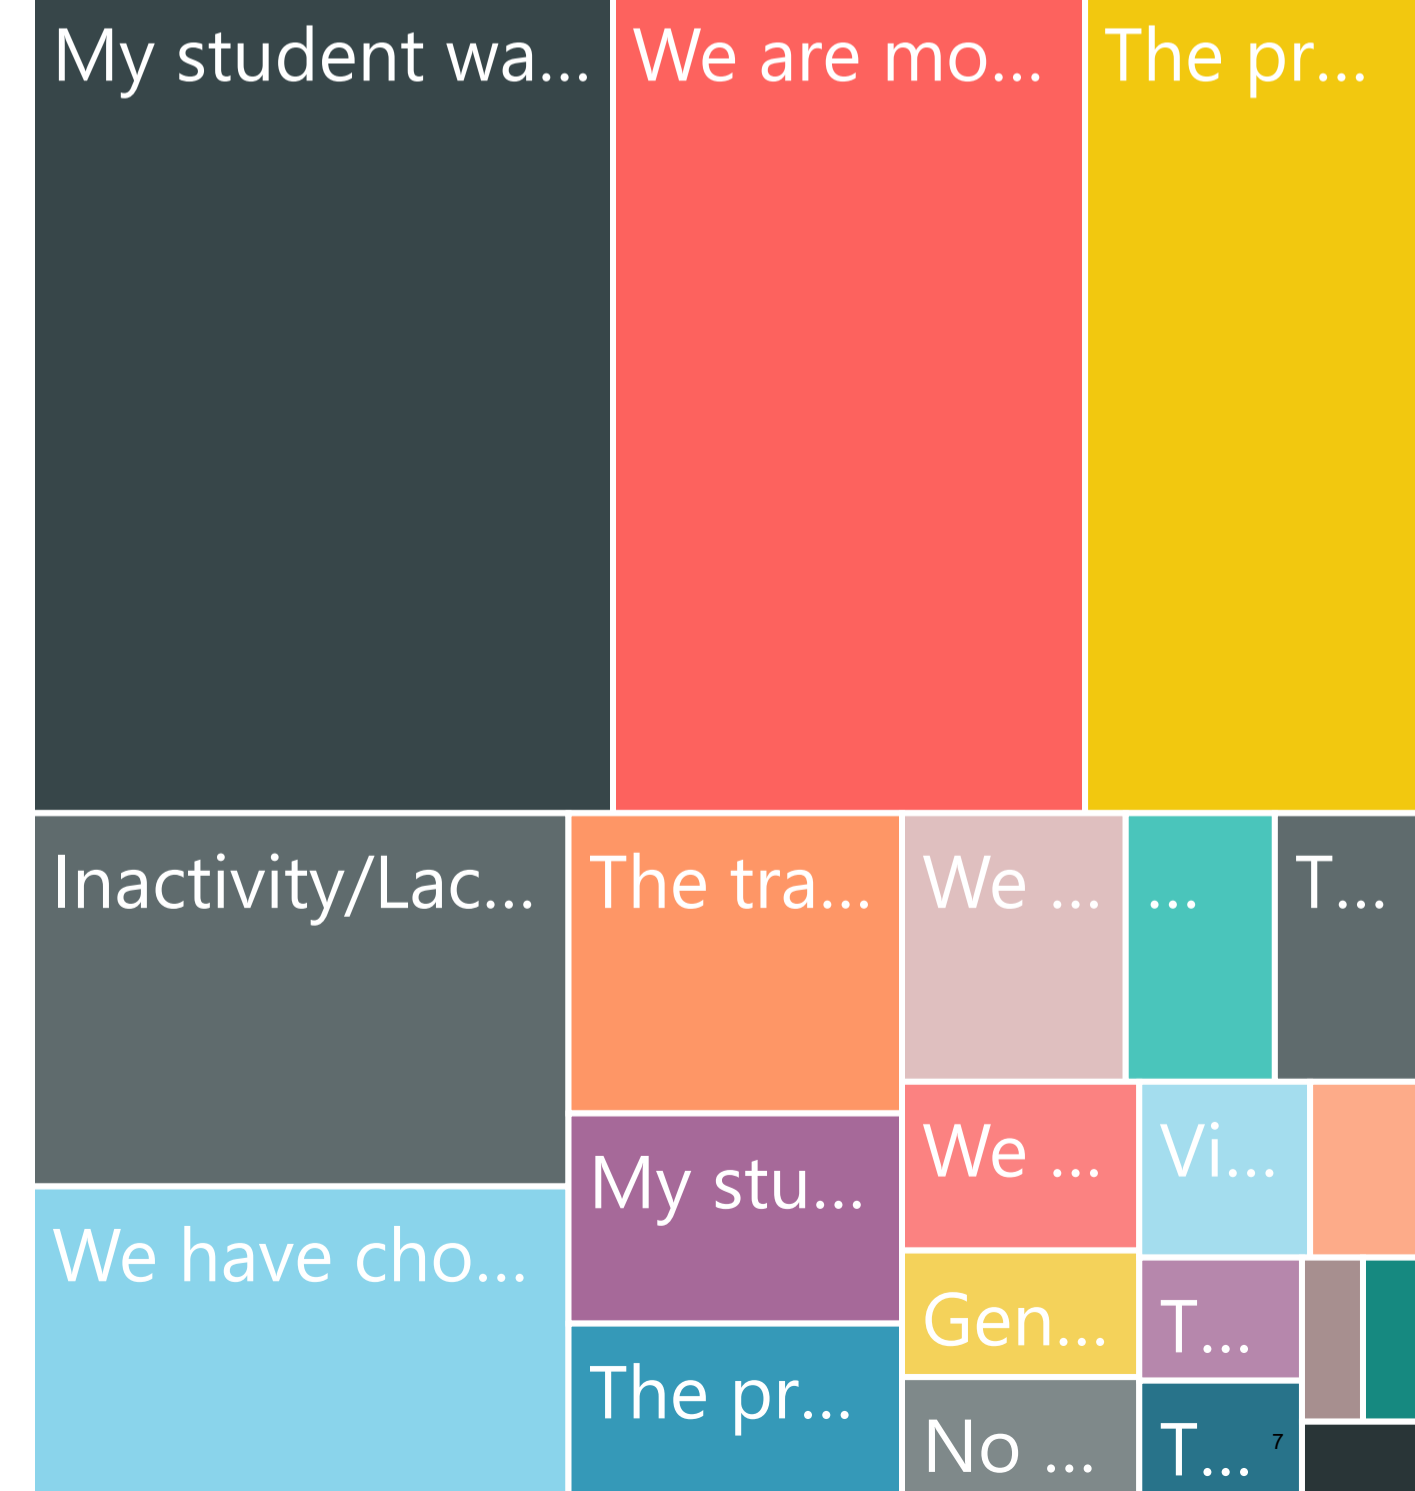 My student wa...
We are mo...
The pr...
Inactivity/Lac...
The tra...
We ...
...
T...
We have cho...
My stu...
The pr...
We ...
Vi...
Gen...
T...
No ...
T...
7